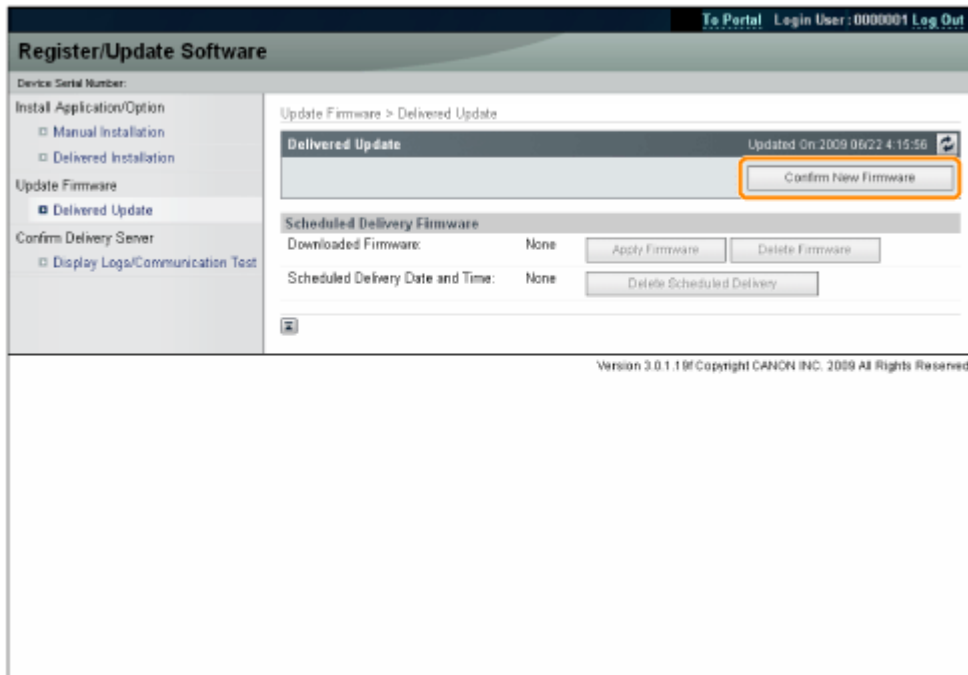 To Portal Login User : 0000001 Log Out
Register/Update Software
Device Serial Number:
Install Application/Option
Manual Installation
Delivered Installation
Update Firmware
Delivered Update
Confirm Delivery Server
Display Logs/Communication Test
Update Firmware > Delivered Update
Delivered Update Updated On:2009 06/22 4:15:56
Confirm New Firmware
Scheduled Delivery Firmware
Downloaded Firmware: None Apply Firmware Delete Firmware
Scheduled Delivery Date and Time: None Delete Scheduled Delivery
Version 3.0.1.19f Copyright CANON INC. 2009 All Rights Reserved